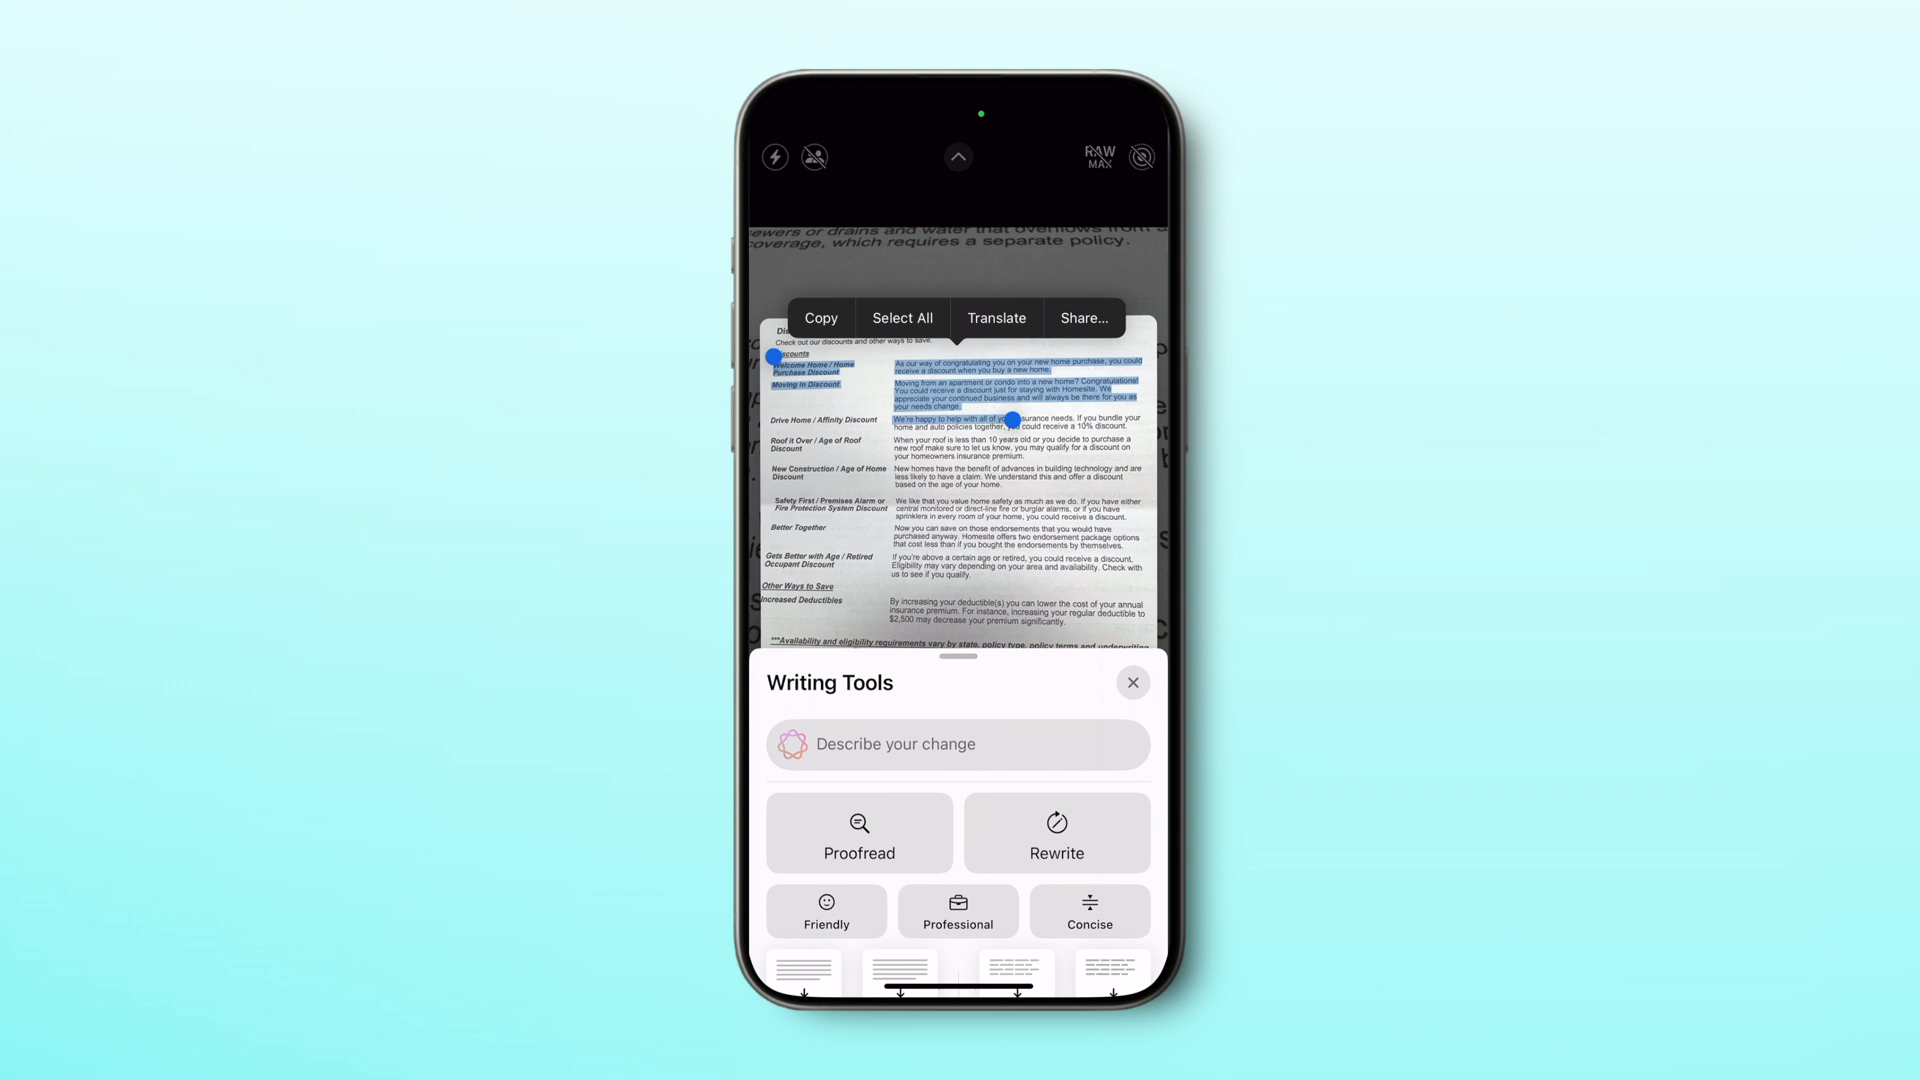 RAW
MAX
ewers or drains and water that overflows from a
coverage, which requires a separate policy.
Copy
Select All
Translate
Share...
Check out our discounts and other ways to save.
scounts
Welcome Home / Home
Purchase Discount
As our way of congratulating you on your new home purchase, you could
receive a discount when you buy a new home.
Moving In Discount
Moving from an apartment or condo into a new home? Congratulations!
You could receive a discount just for staying with Homesite. We
appreciate your continued business and will always be there for you as
your needs change.
Drive Home / Affinity Discount
We're happy to help with all of surance needs. If you bundle your
home and auto policies together, could receive a 10% discount.
Roof it Over / Age of Roof
Discount
When your roof is less than 10 years old or you decide to purchase a
new roof make sure to let us know, you may qualify for a discount on
your homeowners insurance premium.
New Construction / Age of Home
Discount
New homes have the benefit of advances in building technology and are
less likely to have a claim. We understand this and offer a discount
based on the age of your home.
Safety First / Premises Alarm or
Fire Protection System Discount
We like that you value home safety as much as we do. If you have either
central monitored or direct-line fire or burglar alarms, or if you have
sprinklers in every room of your home, you could receive a discount.
Better Together
Now you can save on those endorsements that you would have
purchased anyway. Homesite offers two endorsement package options
that cost less than if you bought the endorsements by themselves.
Gets Better with Age / Retired
Occupant Discount
If you're above a certain age or retired, you could receive a discount.
Eligibility may vary depending on your area and availability. Check with
us to see if you qualify.
Other Ways to Save
Increased Deductibles
By increasing your deductible(s) you can lower the cost of your annual
insurance premium. For instance, increasing your regular deductible to
$2,500 may decrease your premium significantly.
***Availability and eligibility requirements vary by state, policy type, policy terms and underwriting
Writing Tools
Describe your change
Proofread
Rewrite
Friendly
Professional
Concise